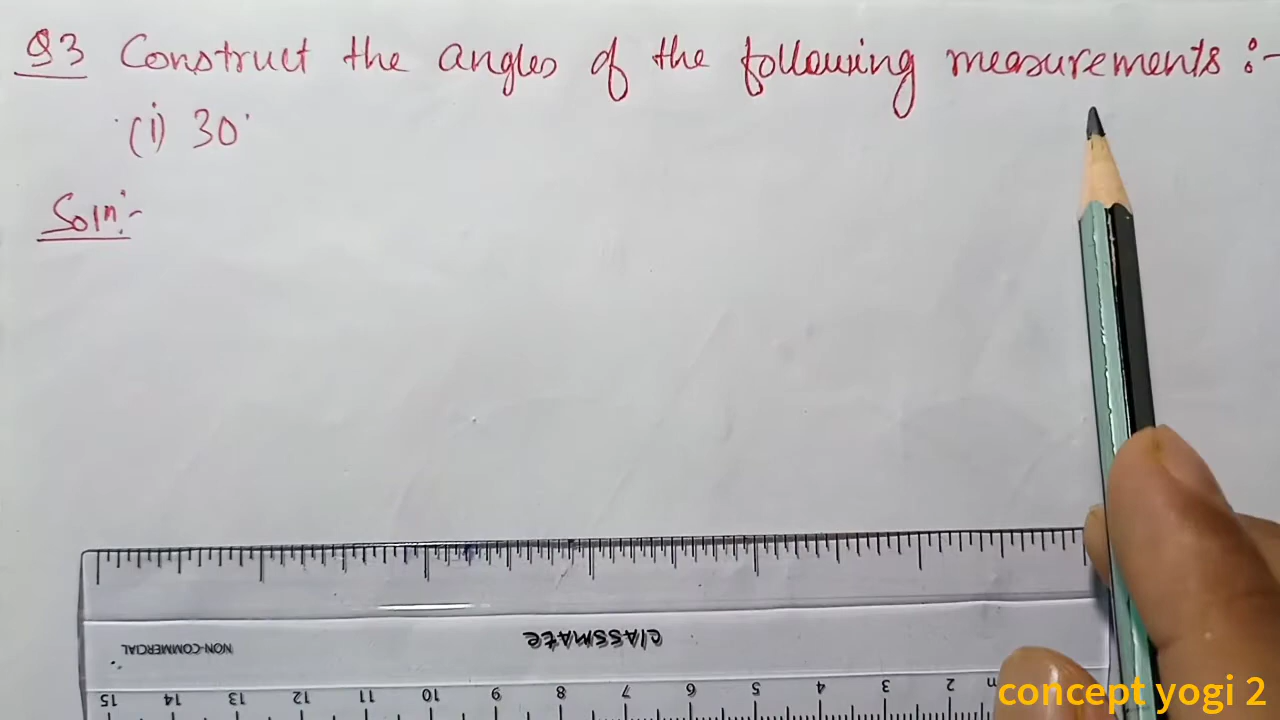 Q3 Construct the angles of the following measurements :-
(i) 30°
Soln:-
NON-COMMERCIAL classmate
15 14 13 12 11 10 9 8 7 6 5 4 3 2
concept yogi 2